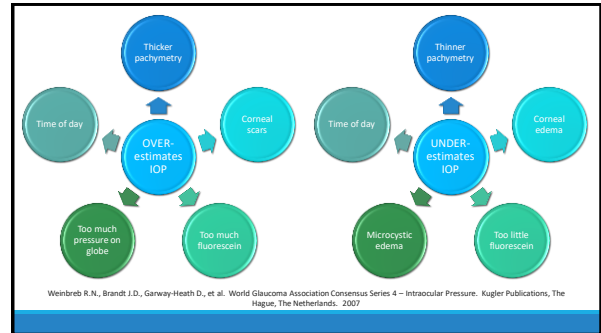 Thicker
pachymetry
Time of day
Corneal
scars
OVER-
estimates
IOP
Too much
pressure on
globe
Too much
fluorescein
Thinner
pachymetry
Time of day
Corneal
edema
UNDER-
estimates
IOP
Microcystic
edema
Too little
fluorescein
Weinbreb R.N., Brandt J.D., Garway-Heath D., et al. World Glaucoma Association Consensus Series 4 – Intraocular Pressure. Kugler Publications, The
Hague, The Netherlands. 2007